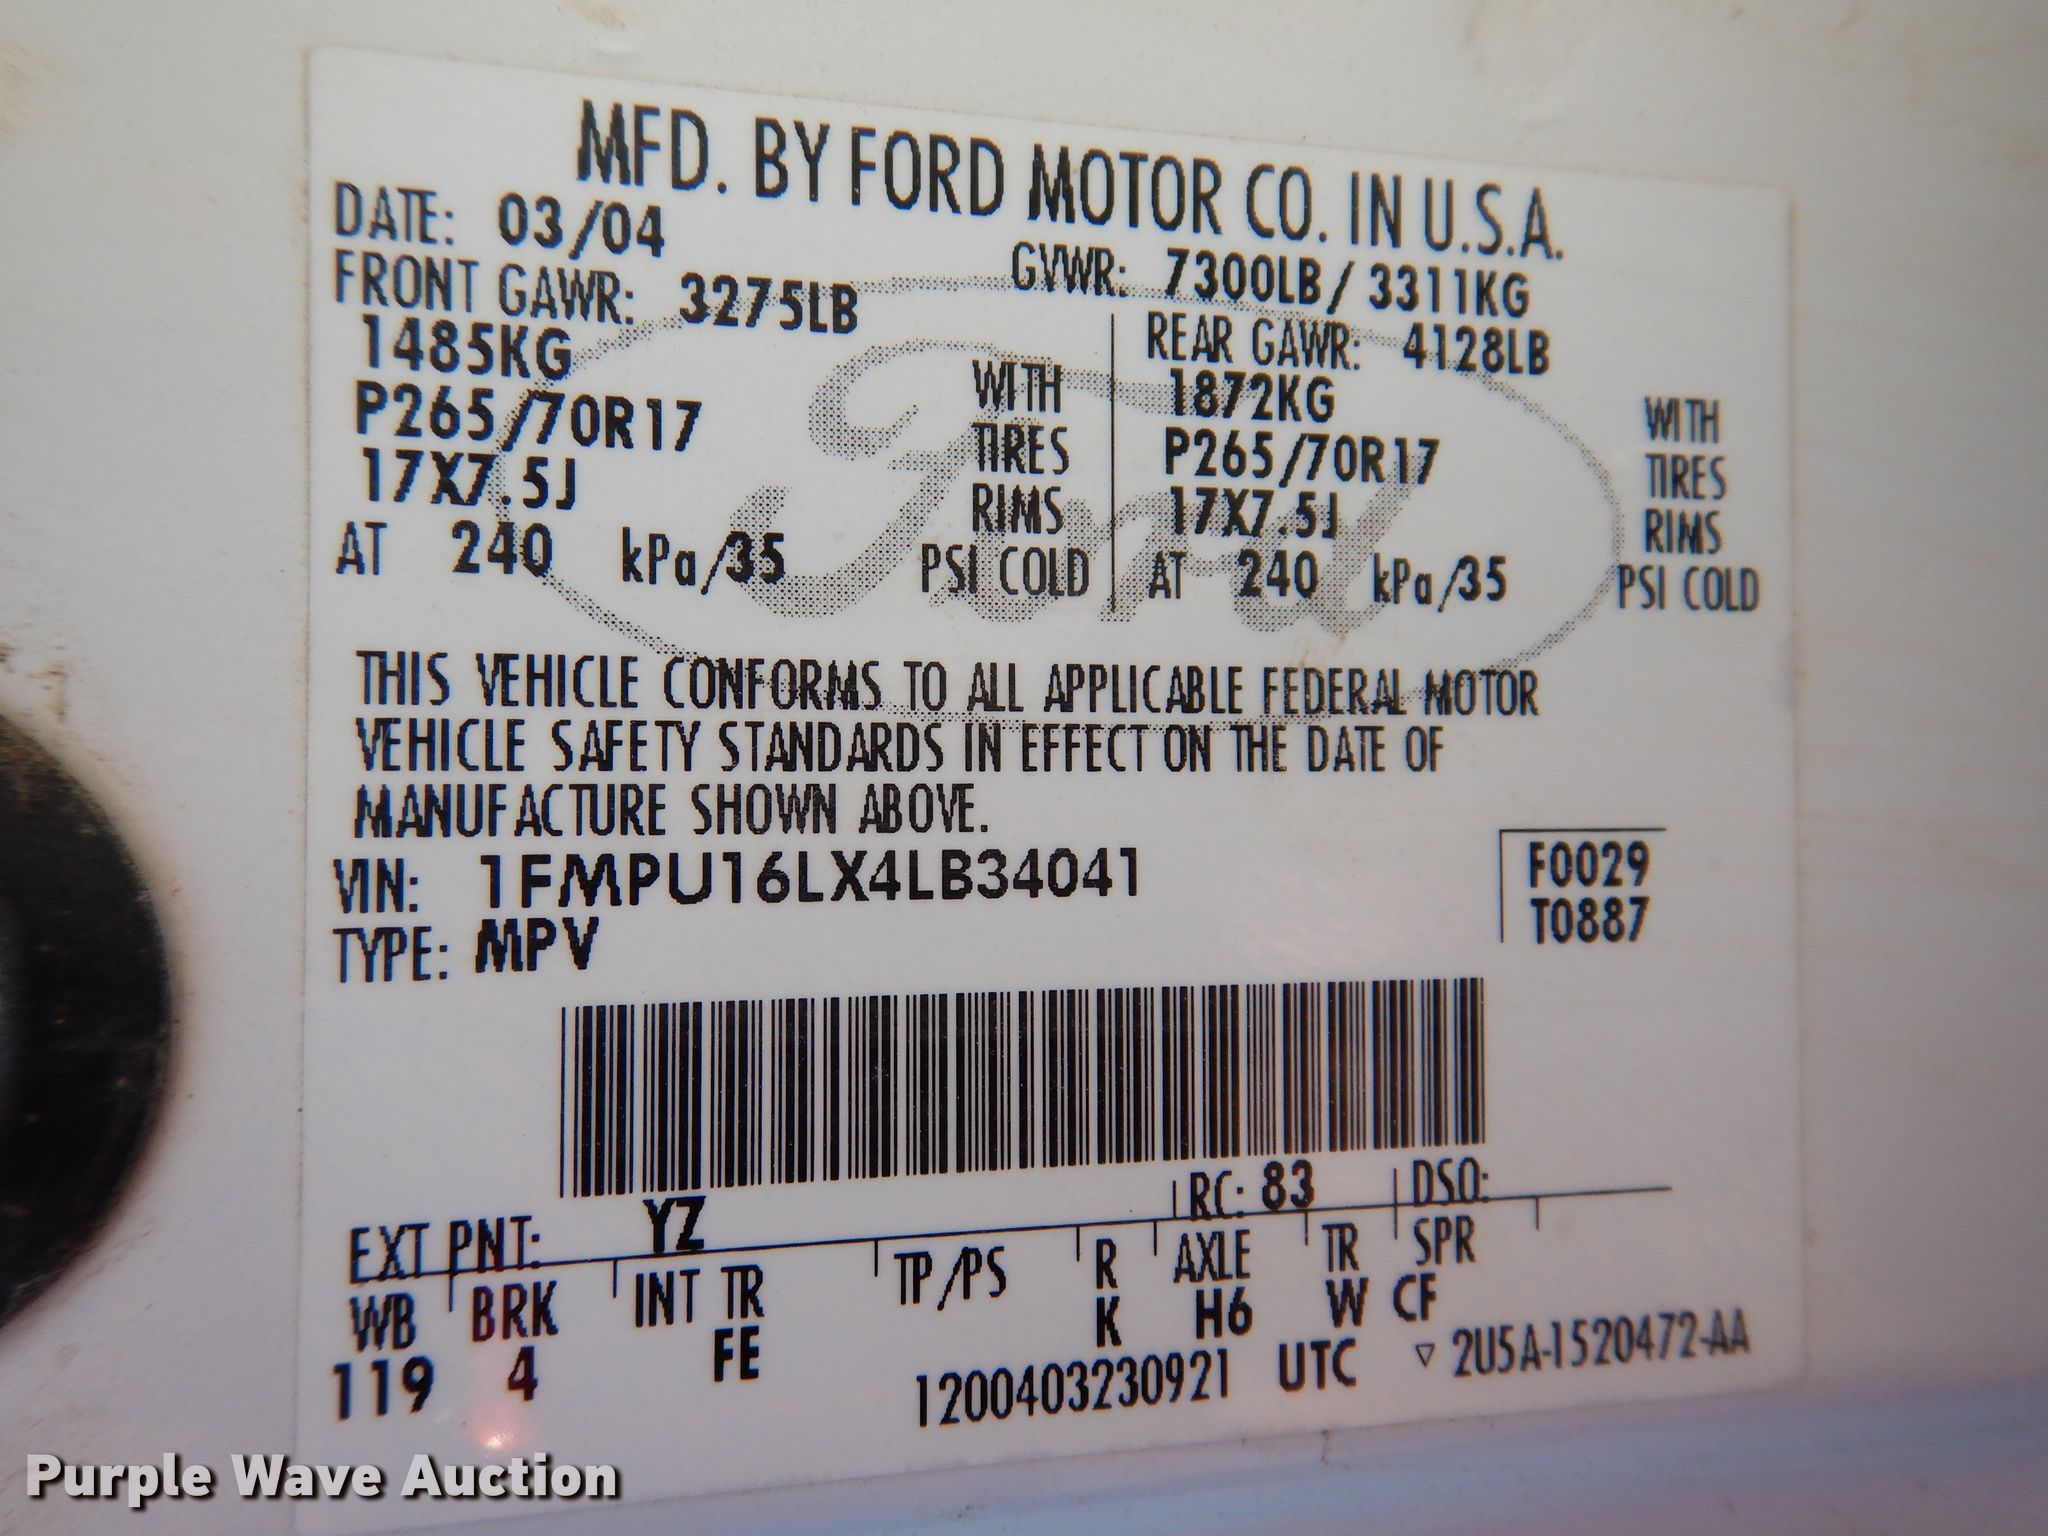 MFD. BY FORD MOTOR CO. IN U.S.A.
DATE: 03/04
GVWR: 7300LB / 3311KG
FRONT GAWR: 3275LB
1485KG WITH
P265/70R17 TIRES
17X7.5J RIMS
AT 240 kPa/35 PSI COLD
REAR GAWR: 4128LB
1872KG WITH
P265/70R17 TIRES
17X7.5J RIMS
AT 240 kPa/35 PSI COLD
Ford
THIS VEHICLE CONFORMS TO ALL APPLICABLE FEDERAL MOTOR
VEHICLE SAFETY STANDARDS IN EFFECT ON THE DATE OF
MANUFACTURE SHOWN ABOVE.
VIN: 1FMPU16LX4LB34041
TYPE: MPV
F0029
T0887
EXT PNT: YZ RC: 83 DSO:
WB BRK INT TR TP/PS R AXLE TR SPR
119 4 FE K H6 W CF
1200403230921 UTC ▽ 2U5A-1520472-AA
Purple Wave Auction